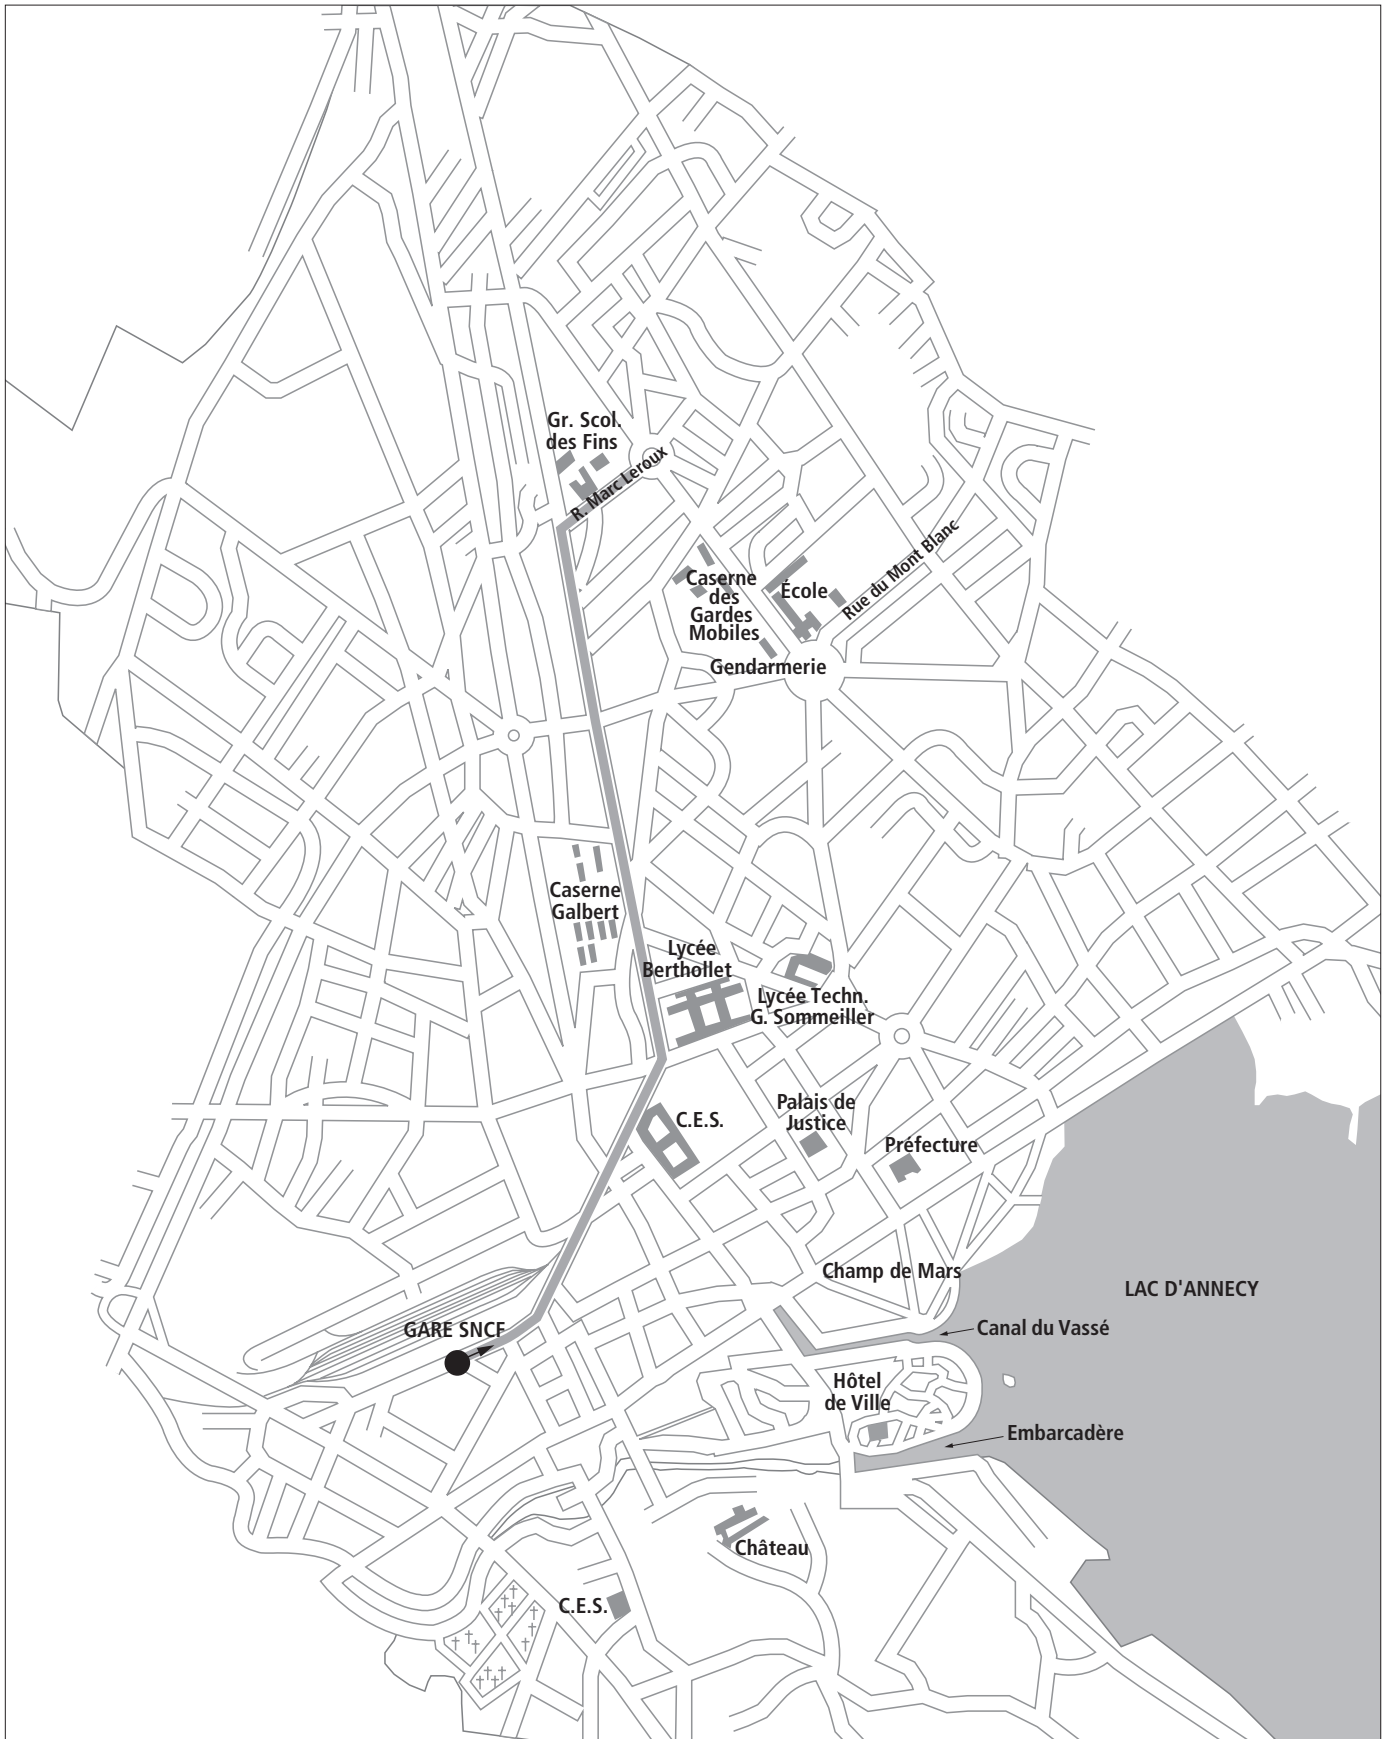 Gr. Scol.
des Fins
R. Marc Leroux
Caserne
des
Gardes
Mobiles
École
Rue du Mont Blanc
Gendarmerie
Caserne
Galbert
Lycée
Berthollet
Lycée Techn.
G. Sommeiller
C.E.S.
Palais de
Justice
Préfecture
Champ de Mars
LAC D'ANNECY
GARE SNCF
Canal du Vassé
Hôtel
de Ville
Embarcadère
Château
C.E.S.